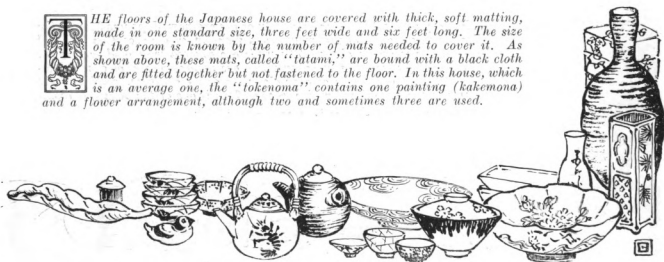 THE floors of the Japanese house are covered with thick, soft matting,
made in one standard size, three feet wide and six feet long. The size
of the room is known by the number of mats needed to cover it. As
shown above, these mats, called "tatami," are bound with a black cloth
and are fitted together but not fastened to the floor. In this house, which
is an average one, the "tokenoma" contains one painting (kakemona)
and a flower arrangement, although two and sometimes three are used.